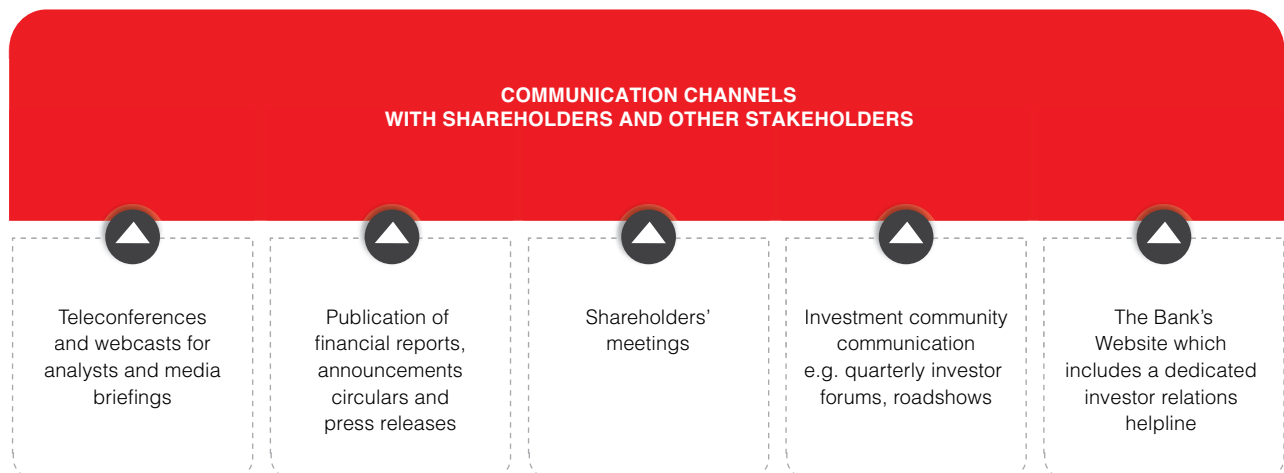 COMMUNICATION CHANNELS
WITH SHAREHOLDERS AND OTHER STAKEHOLDERS
Teleconferences
and webcasts for
analysts and media
briefings
Publication of
financial reports,
announcements
circulars and
press releases
Shareholders’
meetings
Investment community
communication
e.g. quarterly investor
forums, roadshows
The Bank’s
Website which
includes a dedicated
investor relations
helpline